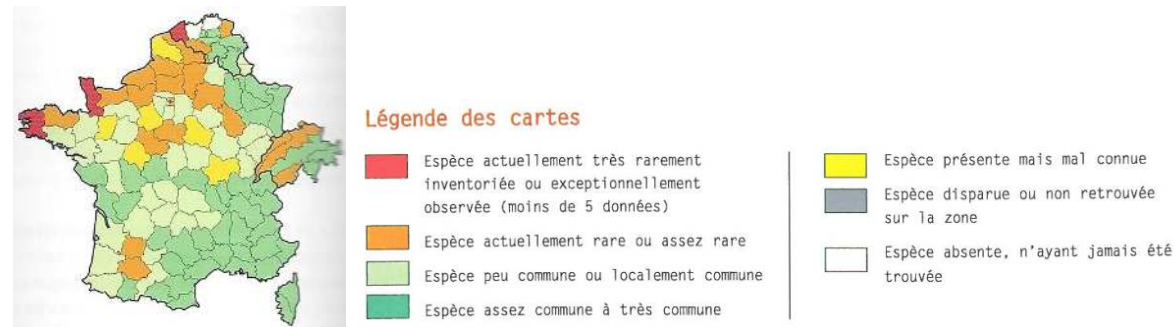 Légende des cartes
Espèce actuellement très rarement
inventoriée ou exceptionnellement
observée (moins de 5 données)
Espèce actuellement rare ou assez rare
Espèce peu commune ou localement commune
Espèce assez commune à très commune
Espèce présente mais mal connue
Espèce disparue ou non retrouvée
sur la zone
Espèce absente, n'ayant jamais été
trouvée